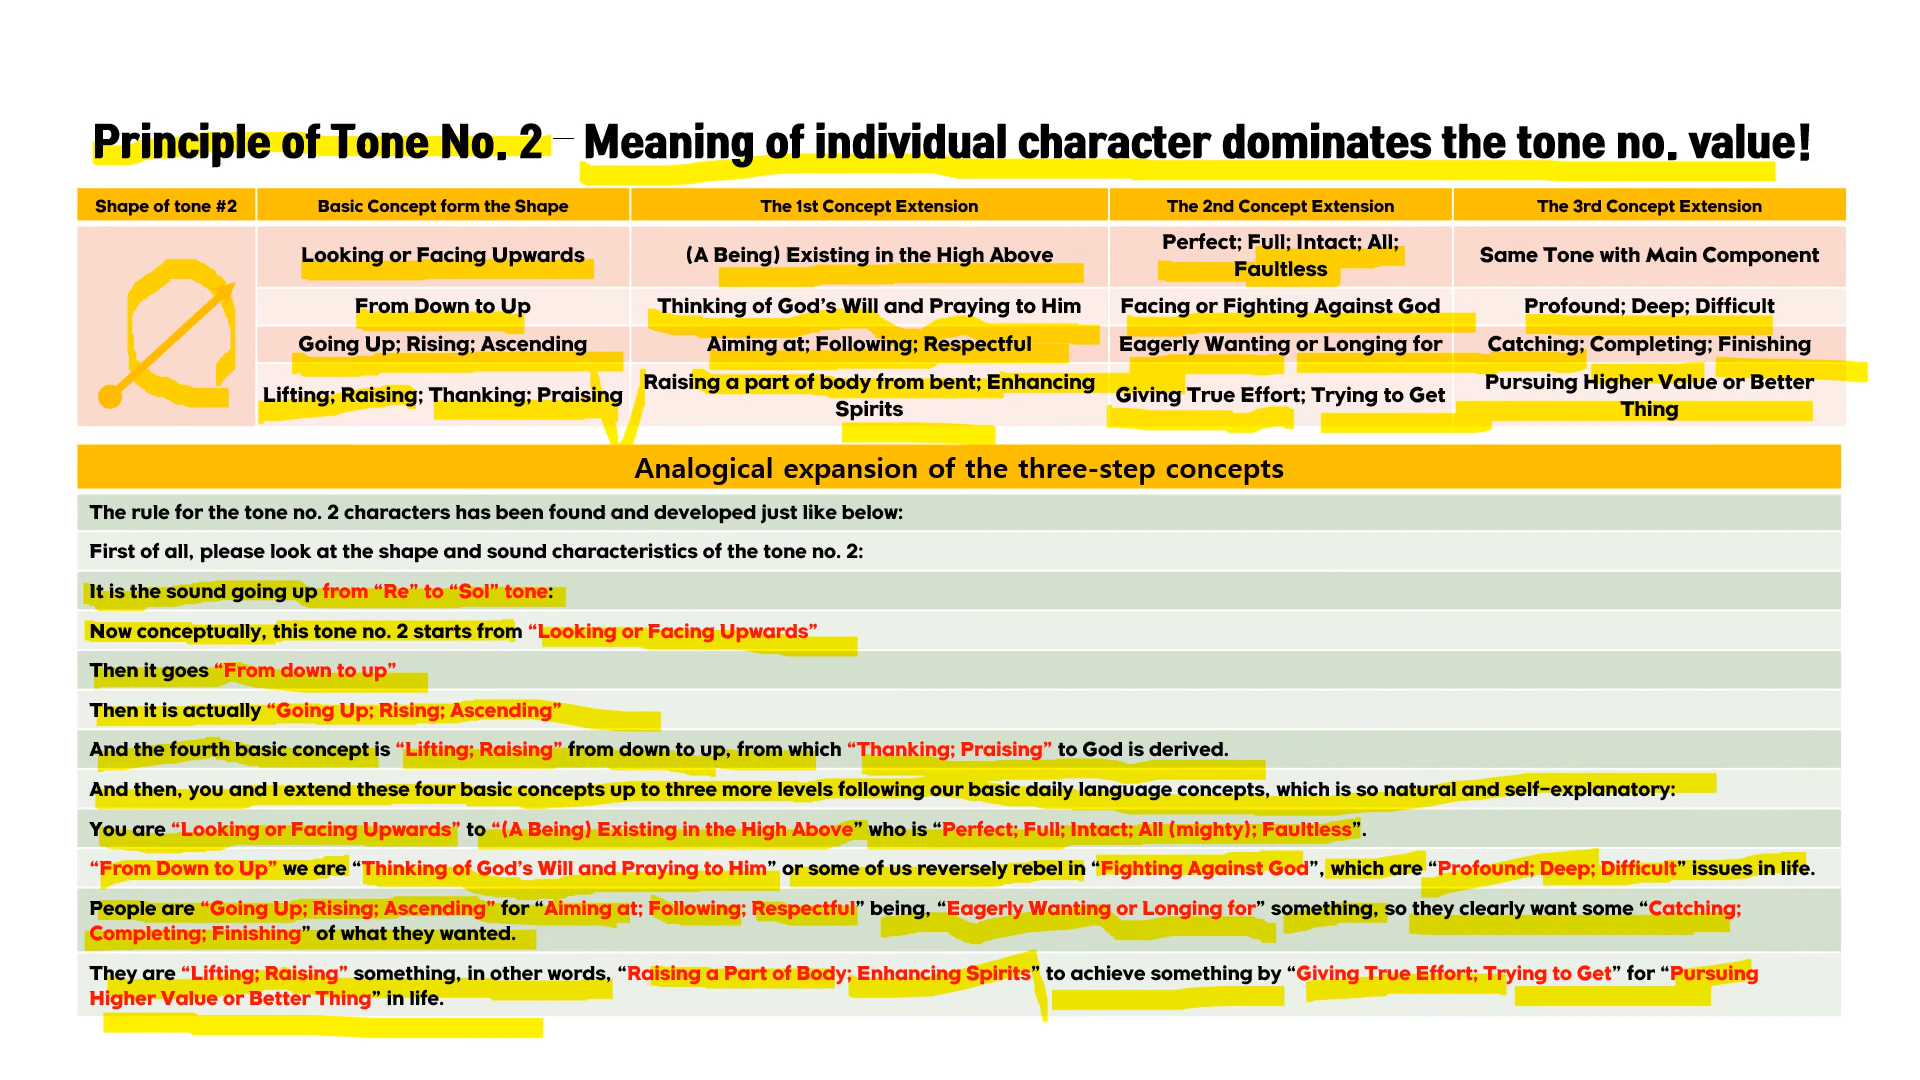 Principle of Tone No. 2 – Meaning of individual character dominates the tone no. value!
Shape of tone #2
Basic Concept form the Shape
The 1st Concept Extension
The 2nd Concept Extension
The 3rd Concept Extension
Looking or Facing Upwards
(A Being) Existing in the High Above
Perfect; Full; Intact; All;
Faultless
Same Tone with Main Component
From Down to Up
Thinking of God's Will and Praying to Him
Facing or Fighting Against God
Profound; Deep; Difficult
Going Up; Rising; Ascending
Aiming at; Following; Respectful
Eagerly Wanting or Longing for
Catching; Completing; Finishing
Lifting; Raising; Thanking; Praising
Raising a part of body from bent; Enhancing
Spirits
Giving True Effort; Trying to Get
Pursuing Higher Value or Better
Thing
Analogical expansion of the three-step concepts
The rule for the tone no. 2 characters has been found and developed just like below:
First of all, please look at the shape and sound characteristics of the tone no. 2:
It is the sound going up from “Re” to “Sol” tone:
Now conceptually, this tone no. 2 starts from “Looking or Facing Upwards”
Then it goes “From down to up”
Then it is actually “Going Up; Rising; Ascending”
And the fourth basic concept is “Lifting; Raising” from down to up, from which “Thanking; Praising” to God is derived.
And then, you and I extend these four basic concepts up to three more levels following our basic daily language concepts, which is so natural and self-explanatory:
You are “Looking or Facing Upwards” to “(A Being) Existing in the High Above” who is “Perfect; Full; Intact; All (mighty); Faultless”.
“From Down to Up” we are “Thinking of God's Will and Praying to Him” or some of us reversely rebel in “Fighting Against God”, which are “Profound; Deep; Difficult” issues in life.
People are “Going Up; Rising; Ascending” for “Aiming at; Following; Respectful” being, “Eagerly Wanting or Longing for” something, so they clearly want some “Catching;
Completing; Finishing” of what they wanted.
They are “Lifting; Raising” something, in other words, “Raising a Part of Body; Enhancing Spirits” to achieve something by “Giving True Effort; Trying to Get” for “Pursuing
Higher Value or Better Thing” in life.